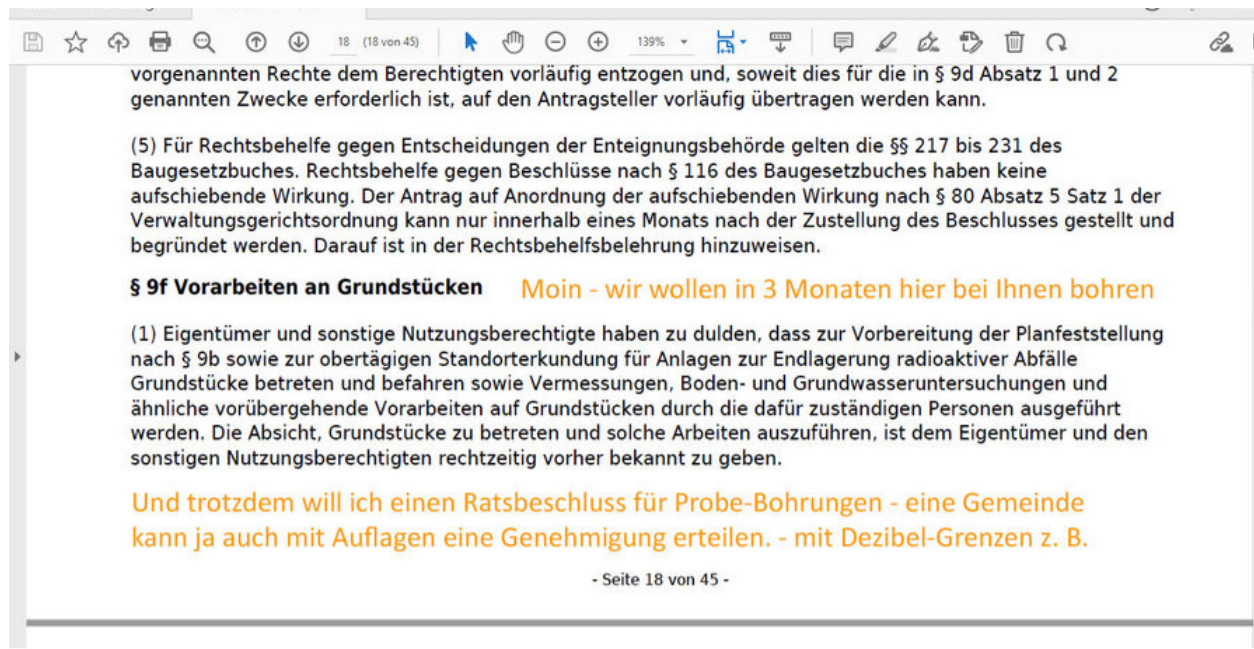 18 (18 von 45) 139%
vorgenannten Rechte dem Berechtigten vorläufig entzogen und, soweit dies für die in § 9d Absatz 1 und 2
genannten Zwecke erforderlich ist, auf den Antragsteller vorläufig übertragen werden kann.
(5) Für Rechtsbehelfe gegen Entscheidungen der Enteignungsbehörde gelten die §§ 217 bis 231 des
Baugesetzbuches. Rechtsbehelfe gegen Beschlüsse nach § 116 des Baugesetzbuches haben keine
aufschiebende Wirkung. Der Antrag auf Anordnung der aufschiebenden Wirkung nach § 80 Absatz 5 Satz 1 der
Verwaltungsgerichtsordnung kann nur innerhalb eines Monats nach der Zustellung des Beschlusses gestellt und
begründet werden. Darauf ist in der Rechtsbehelfsbelehrung hinzuweisen.
§ 9f Vorarbeiten an Grundstücken Moin - wir wollen in 3 Monaten hier bei Ihnen bohren
(1) Eigentümer und sonstige Nutzungsberechtigte haben zu dulden, dass zur Vorbereitung der Planfeststellung
nach § 9b sowie zur obertägigen Standorterkundung für Anlagen zur Endlagerung radioaktiver Abfälle
Grundstücke betreten und befahren sowie Vermessungen, Boden- und Grundwasseruntersuchungen und
ähnliche vorübergehende Vorarbeiten auf Grundstücken durch die dafür zuständigen Personen ausgeführt
werden. Die Absicht, Grundstücke zu betreten und solche Arbeiten auszuführen, ist dem Eigentümer und den
sonstigen Nutzungsberechtigten rechtzeitig vorher bekannt zu geben.
Und trotzdem will ich einen Ratsbeschluss für Probe-Bohrungen - eine Gemeinde
kann ja auch mit Auflagen eine Genehmigung erteilen. - mit Dezibel-Grenzen z. B.
- Seite 18 von 45 -